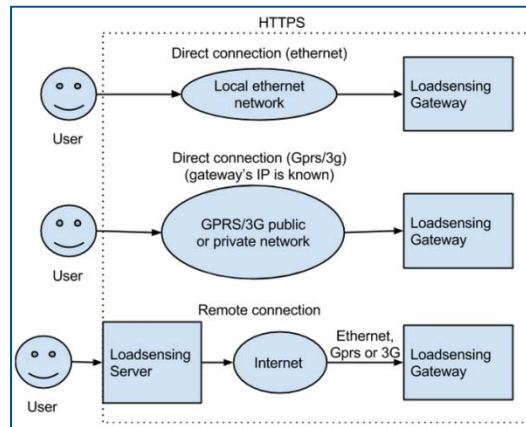 HTTPS
Direct connection (ethernet)
Local ethernet
network
Loadsensing
Gateway
User
Direct connection (Gprs/3g)
(gateway's IP is known)
GPRS/3G public
or private network
Loadsensing
Gateway
User
Remote connection
Loadsensing
Server
Internet
Ethernet,
Gprs or 3G
Loadsensing
Gateway
User